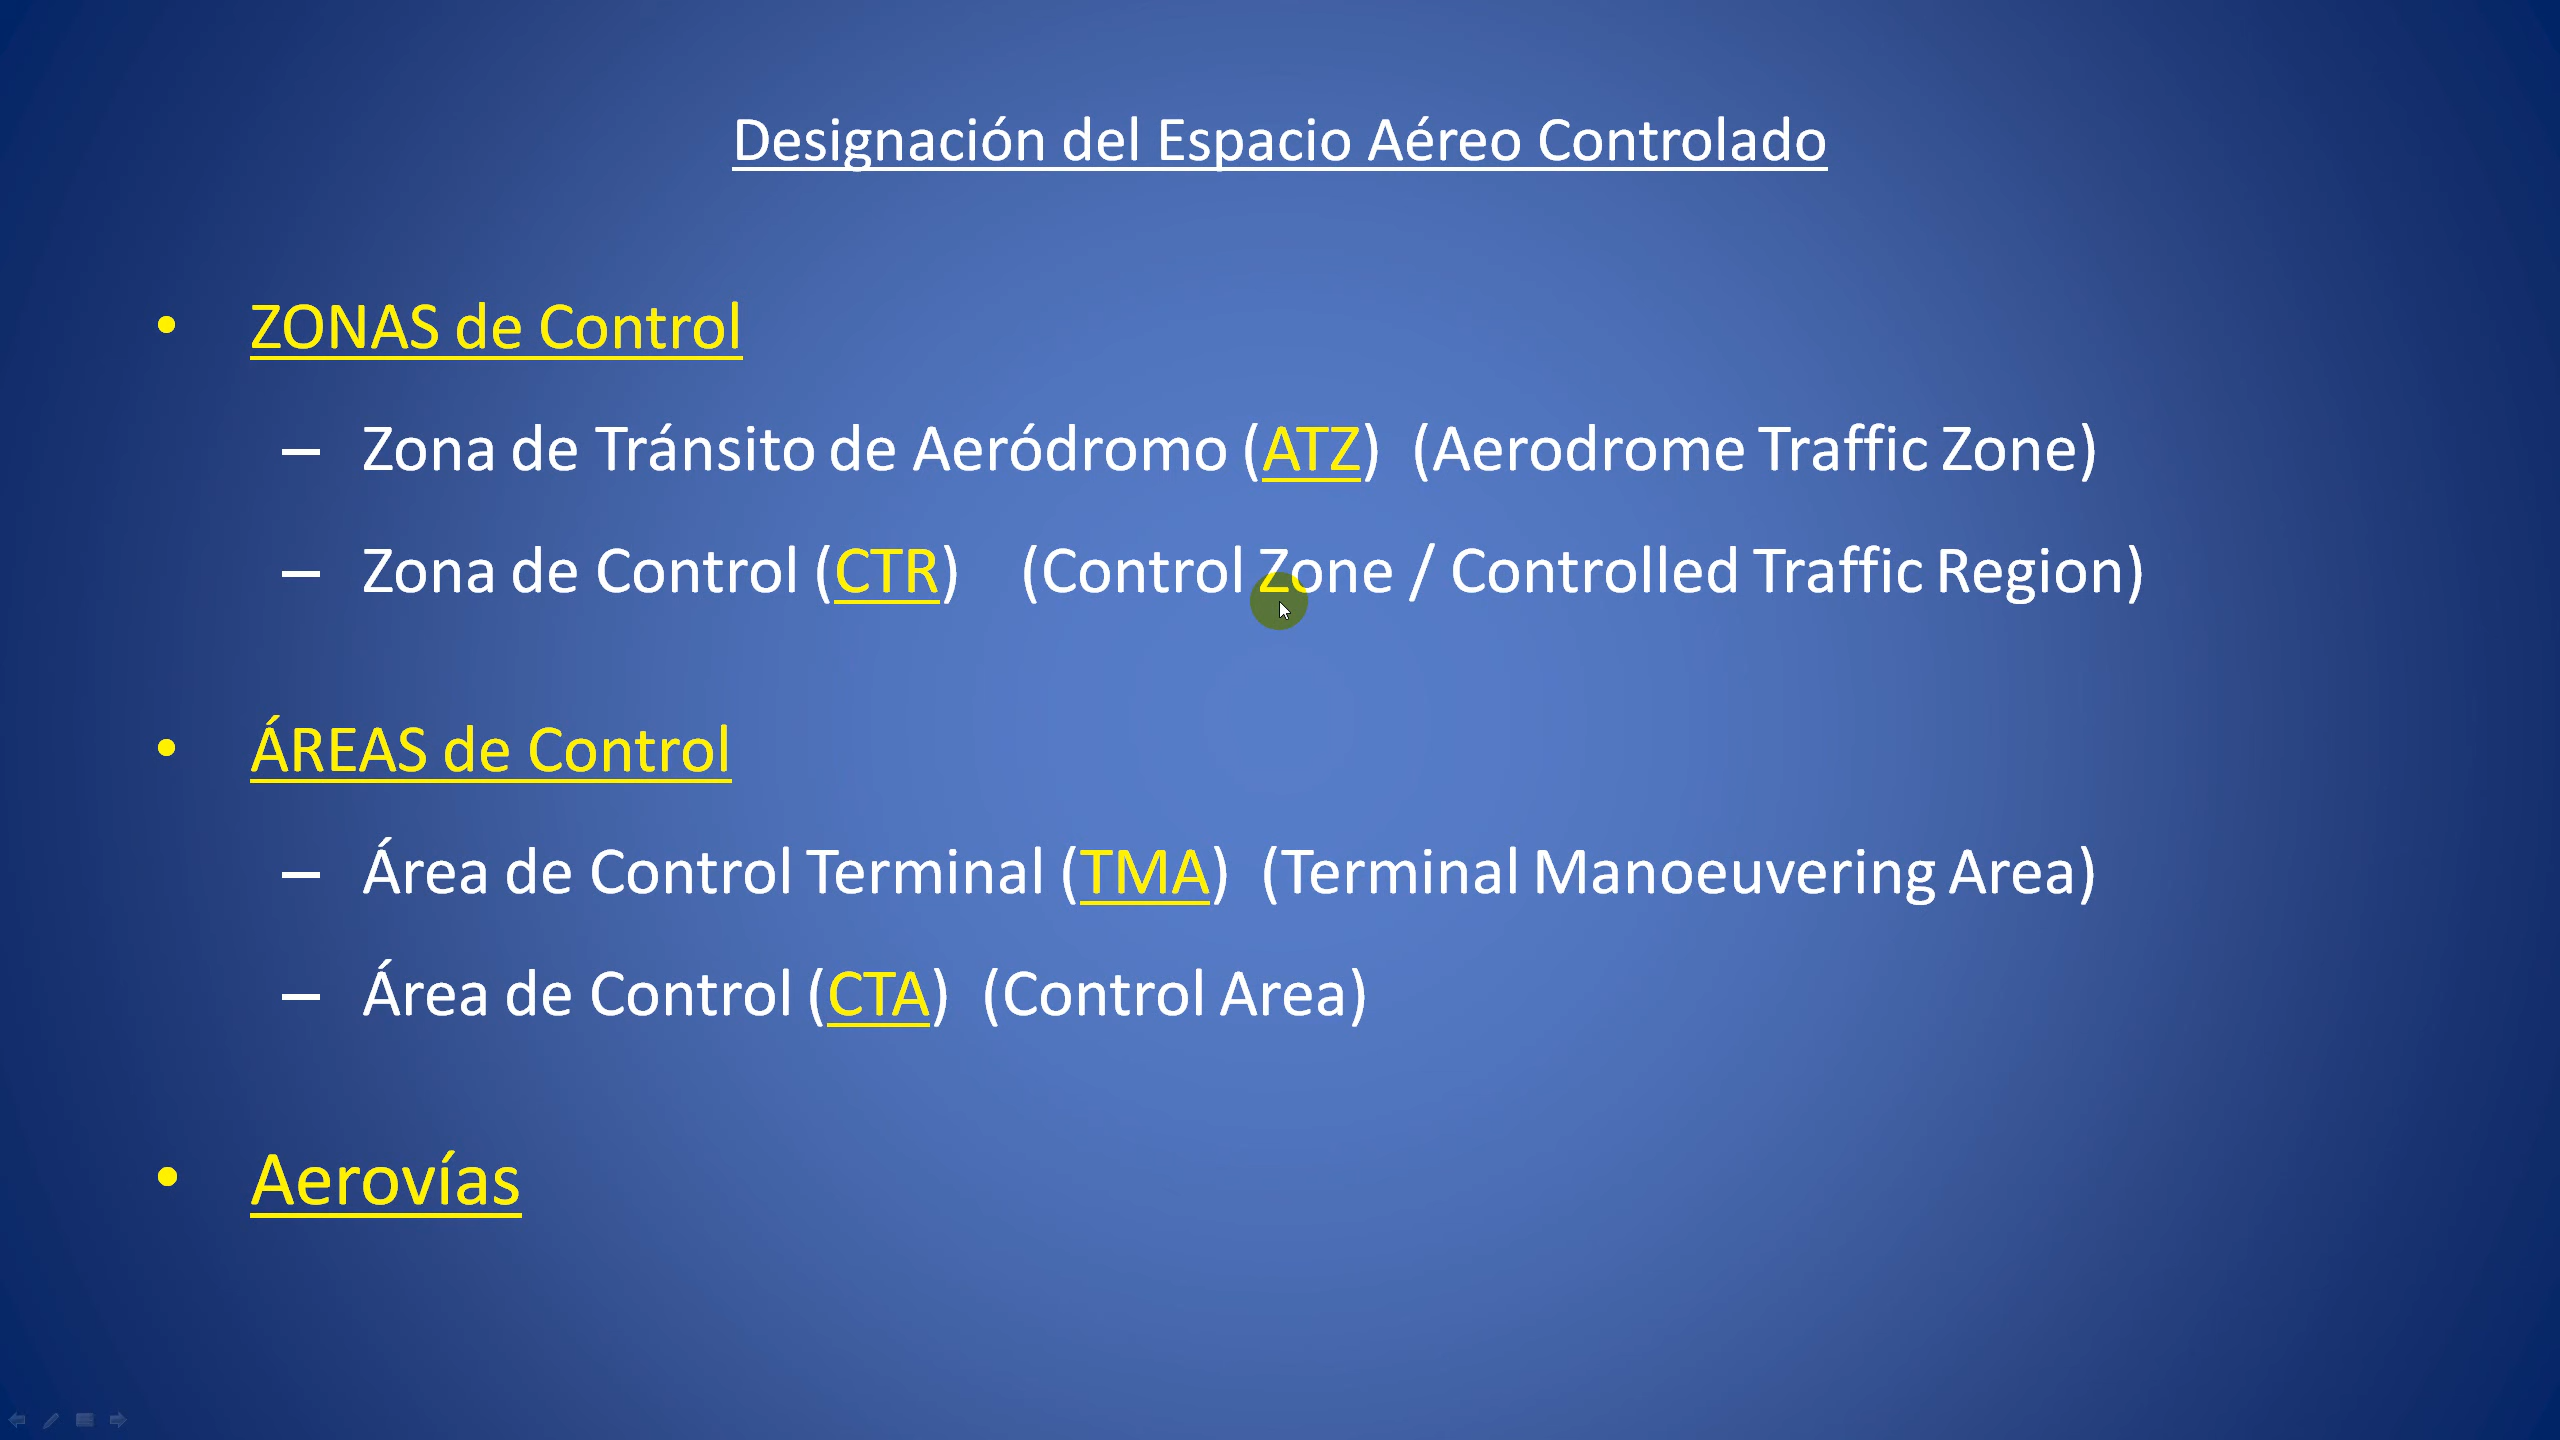 Designación del Espacio Aéreo Controlado
• ZONAS de Control
– Zona de Tránsito de Aeródromo (ATZ) (Aerodrome Traffic Zone)
– Zona de Control (CTR) (Control Zone / Controlled Traffic Region)
• ÁREAS de Control
– Área de Control Terminal (TMA) (Terminal Manoeuvering Area)
– Área de Control (CTA) (Control Area)
• Aerovías